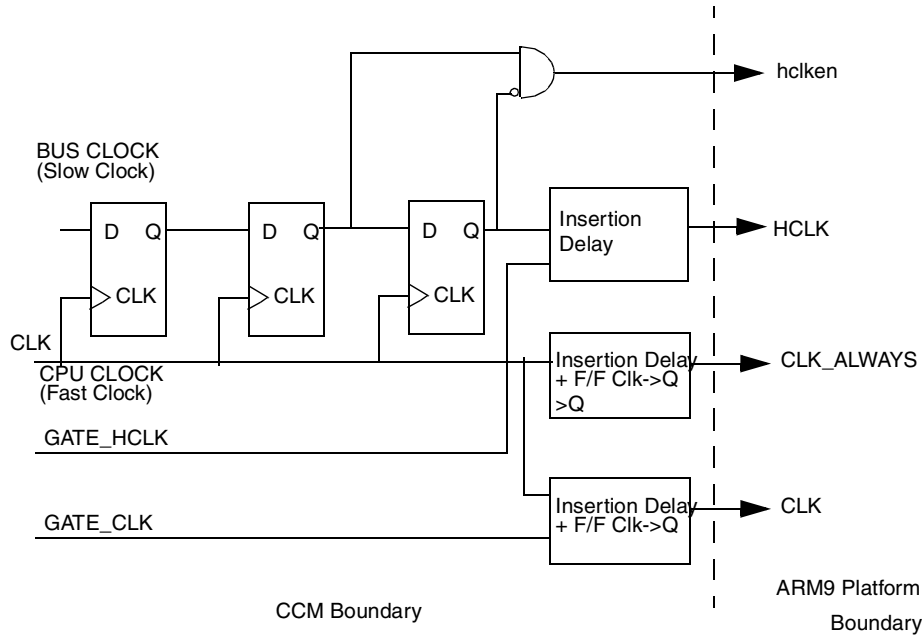 hclken
BUS CLOCK
(Slow Clock)
D Q
D Q
D Q
Insertion
Delay
HCLK
CLK
CLK
CLK
CLK
CPU CLOCK
(Fast Clock)
Insertion Delay
+ F/F Clk->Q
>Q
CLK_ALWAYS
GATE_HCLK
GATE_CLK
Insertion Delay
+ F/F Clk->Q
CLK
CCM Boundary
ARM9 Platform
Boundary